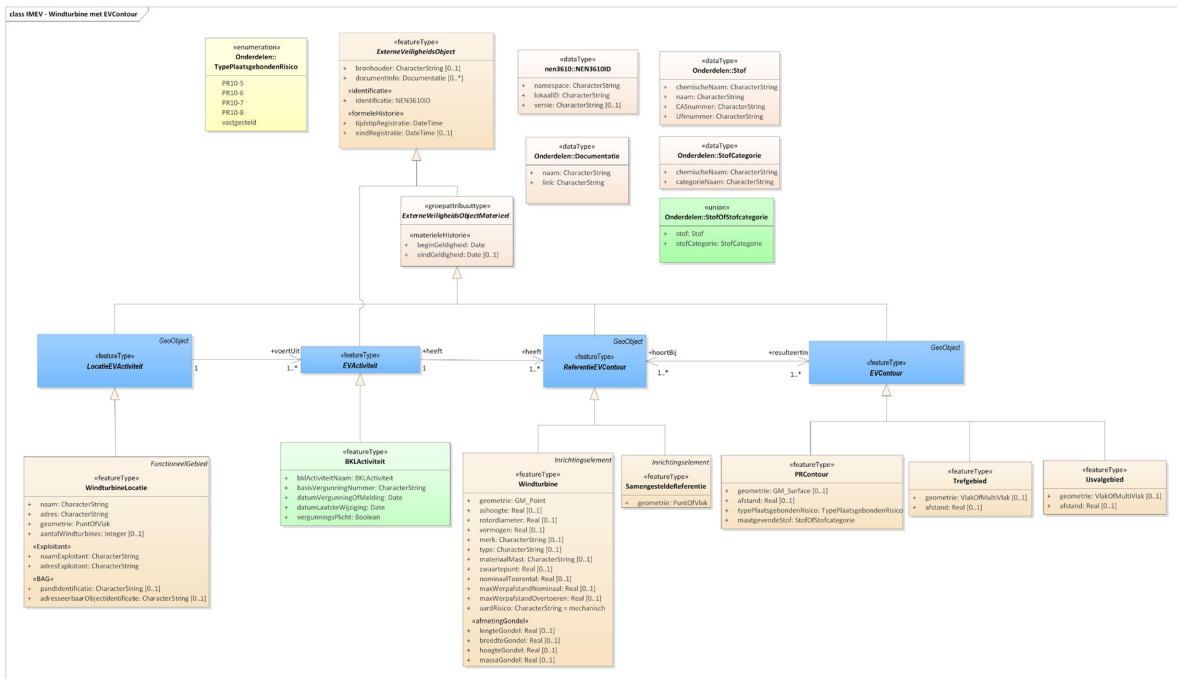 class IMEV - Windturbine met EVContour
«enumeration»
Onderdelen::
TypePlaatsgebondenRisico
PR10-5
PR10-6
PR10-7
PR10-8
vastgesteld
«featureType»
ExterneVeiligheidsObject
+ bronhouder: CharacterString [0..1]
+ documentInfo: Documentatie [0..*]
«identificatie»
+ identificatie: NEN3610ID
«formeleHistorie»
+ tijdstipRegistratie: DateTime
+ eindRegistratie: DateTime [0..1]
«dataType»
nen3610::NEN3610ID
+ namespace: CharacterString
+ lokaalID: CharacterString
+ versie: CharacterString [0..1]
«dataType»
Onderdelen::Stof
+ chemischeNaam: CharacterString
+ naam: CharacterString
+ CASnummer: CharacterString
+ UNnummer: CharacterString
«dataType»
Onderdelen::Documentatie
+ naam: CharacterString
+ link: CharacterString
«dataType»
Onderdelen::StofCategorie
+ chemischeNaam: CharacterString
+ categorieNaam: CharacterString
«union»
Onderdelen::StofOfStofcategorie
+ stof: Stof
+ stofCategorie: StofCategorie
«groepattribuuttype»
ExterneVeiligheidsObjectMaterieel
«materieleHistorie»
+ beginGeldigheid: Date
+ eindGeldigheid: Date [0..1]
GeoObject
«featureType»
LocatieEVActiviteit
1
+voertUit
1..*
«featureType»
EVActiviteit
+heeft
1
+heeft
1..*
GeoObject
«featureType»
ReferentieEVContour
+hoortBij
1..*
+resulteertIn
1..*
GeoObject
«featureType»
EVContour
FunctioneelGebied
«featureType»
WindturbineLocatie
+ naam: CharacterString
+ adres: CharacterString
+ geometrie: PuntOfVlak
+ aantalWindturbines: Integer [0..1]
«Exploitant»
+ naamExploitant: CharacterString
+ adresExploitant: CharacterString
«BAG»
+ pandIdentificatie: CharacterString [0..1]
+ adresseerbaarObjectIdentificatie: CharacterString [0..1]
«featureType»
BKLActiviteit
+ bklActiviteitNaam: BKLActiviteit
+ basisVergunningNummer: CharacterString
+ datumVergunningOfMelding: Date
+ datumLaatsteWijziging: Date
+ vergunningsPlicht: Boolean
Inrichtingselement
«featureType»
Windturbine
+ geometrie: GM_Point
+ ashoogte: Real [0..1]
+ rotordiameter: Real [0..1]
+ vermogen: Real [0..1]
+ merk: CharacterString [0..1]
+ type: CharacterString [0..1]
+ materiaalMast: CharacterString [0..1]
+ zwaartepunt: Real [0..1]
+ nominaalToerental: Real [0..1]
+ maxWerpafstandNominaal: Real [0..1]
+ maxWerpafstandOvertoeren: Real [0..1]
+ aardRisico: CharacterString = mechanisch
«afmetingGondel»
+ lengteGondel: Real [0..1]
+ breedteGondel: Real [0..1]
+ hoogteGondel: Real [0..1]
+ massaGondel: Real [0..1]
Inrichtingselement
«featureType»
SamengesteldeReferentie
+ geometrie: PuntOfVlak
«featureType»
PRContour
+ geometrie: GM_Surface [0..1]
+ afstand: Real [0..1]
+ typePlaatsgebondenRisico: TypePlaatsgebondenRisico
+ maatgevendeStof: StofOfStofcategorie
«featureType»
Trefgebied
+ geometrie: VlakOfMultiVlak [0..1]
+ afstand: Real [0..1]
«featureType»
IJsvalgebied
+ geometrie: VlakOfMultiVlak [0..1]
+ afstand: Real [0..1]